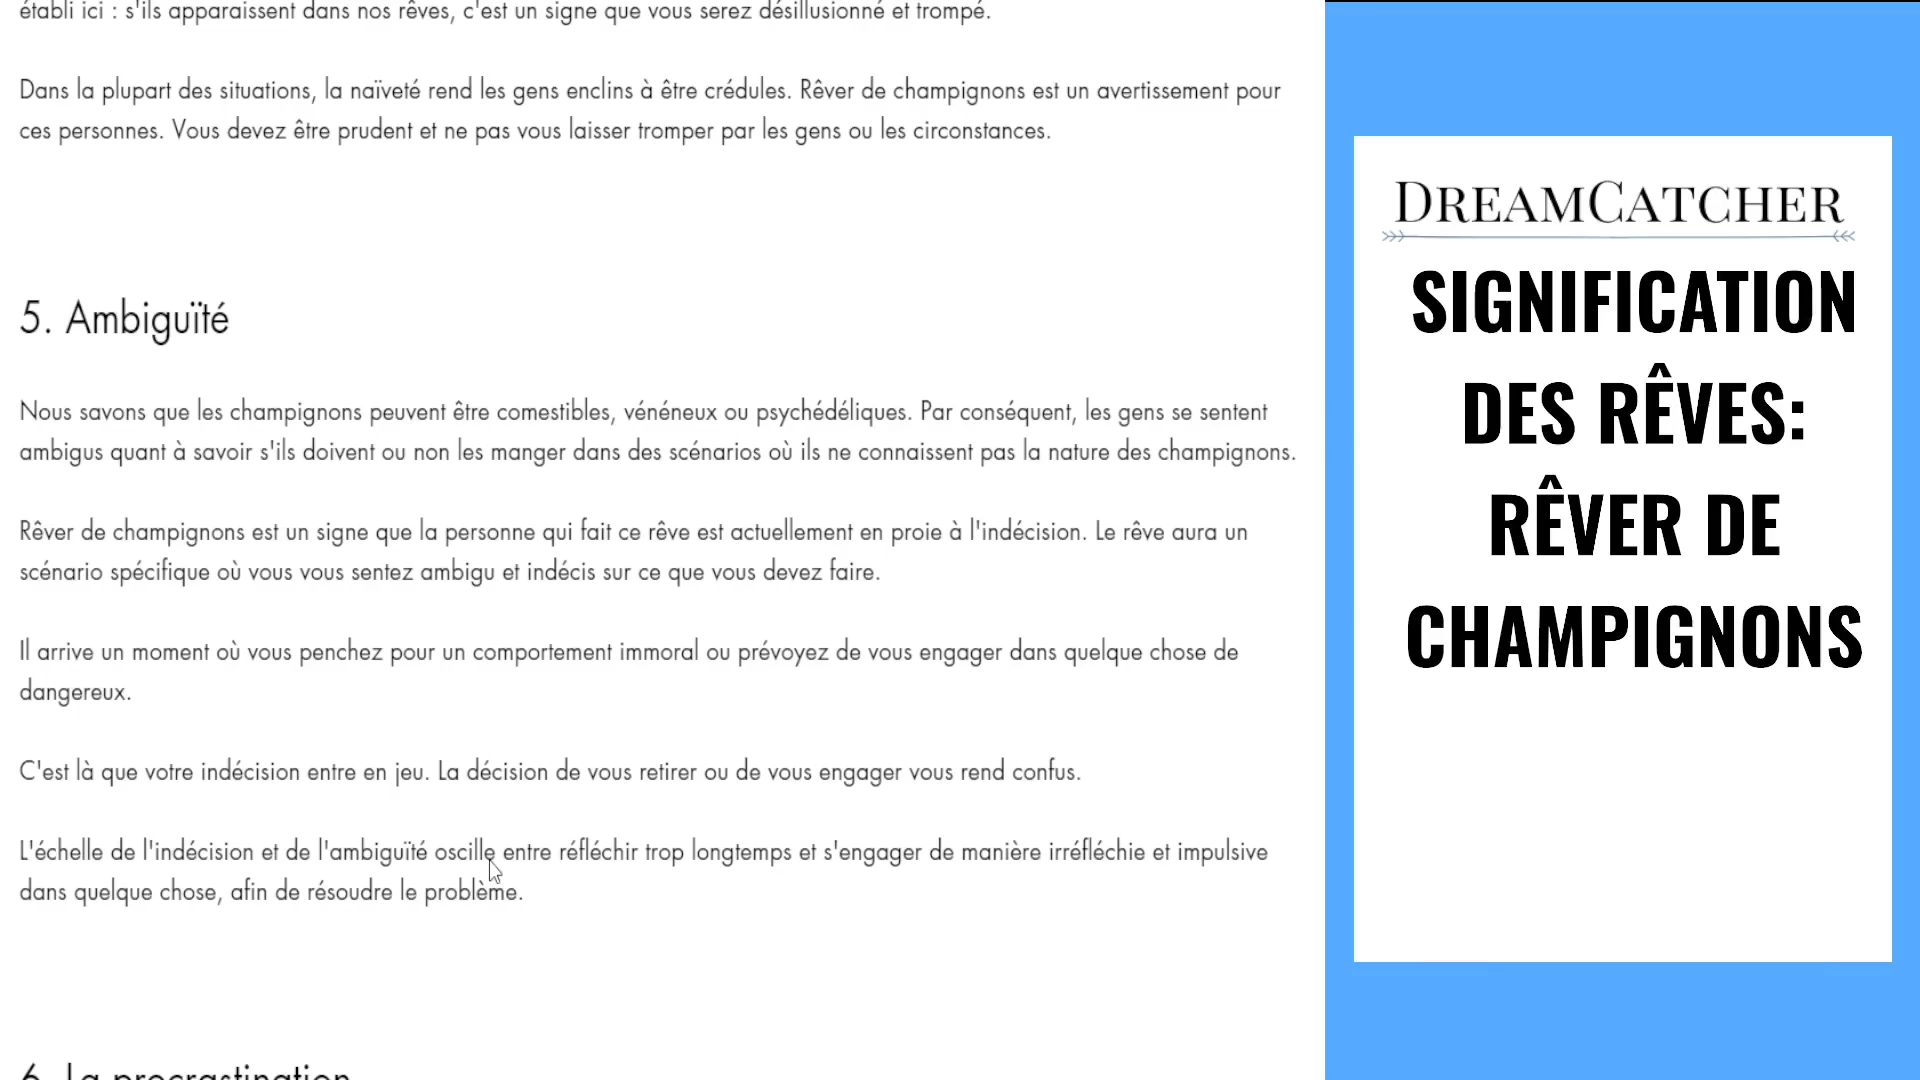 établi ici : s'ils apparaissent dans nos rêves, c'est un signe que vous serez désillusionné et trompé.
Dans la plupart des situations, la naïveté rend les gens enclins à être crédules. Rêver de champignons est un avertissement pour
ces personnes. Vous devez être prudent et ne pas vous laisser tromper par les gens ou les circonstances.
5. Ambiguïté
Nous savons que les champignons peuvent être comestibles, vénéneux ou psychédéliques. Par conséquent, les gens se sentent
ambigus quant à savoir s'ils doivent ou non les manger dans des scénarios où ils ne connaissent pas la nature des champignons.
Rêver de champignons est un signe que la personne qui fait ce rêve est actuellement en proie à l'indécision. Le rêve aura un
scénario spécifique où vous vous sentez ambigu et indécis sur ce que vous devez faire.
Il arrive un moment où vous penchez pour un comportement immoral ou prévoyez de vous engager dans quelque chose de
dangereux.
C'est là que votre indécision entre en jeu. La décision de vous retirer ou de vous engager vous rend confus.
L'échelle de l'indécision et de l'ambiguïté oscille entre réfléchir trop longtemps et s'engager de manière irréfléchie et impulsive
dans quelque chose, afin de résoudre le problème.
6. La procrastination
DREAMCATCHER
SIGNIFICATION
DES RÊVES:
RÊVER DE
CHAMPIGNONS